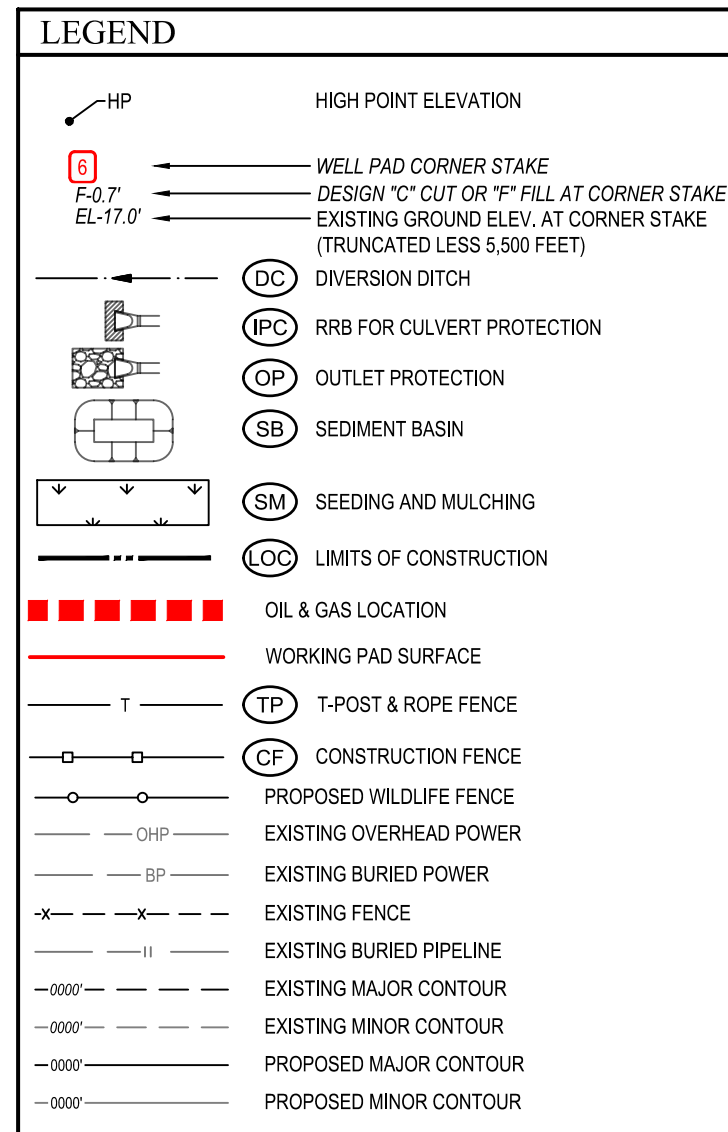 LEGEND
HP HIGH POINT ELEVATION
6 WELL PAD CORNER STAKE
F-0.7' DESIGN "C" CUT OR "F" FILL AT CORNER STAKE
EL-17.0' EXISTING GROUND ELEV. AT CORNER STAKE
(TRUNCATED LESS 5,500 FEET)
DC DIVERSION DITCH
IPC RRB FOR CULVERT PROTECTION
OP OUTLET PROTECTION
SB SEDIMENT BASIN
SM SEEDING AND MULCHING
LOC LIMITS OF CONSTRUCTION
OIL & GAS LOCATION
WORKING PAD SURFACE
T TP T-POST & ROPE FENCE
CF CONSTRUCTION FENCE
PROPOSED WILDLIFE FENCE
OHP EXISTING OVERHEAD POWER
BP EXISTING BURIED POWER
X X EXISTING FENCE
II EXISTING BURIED PIPELINE
0000' EXISTING MAJOR CONTOUR
0000' EXISTING MINOR CONTOUR
0000' PROPOSED MAJOR CONTOUR
0000' PROPOSED MINOR CONTOUR